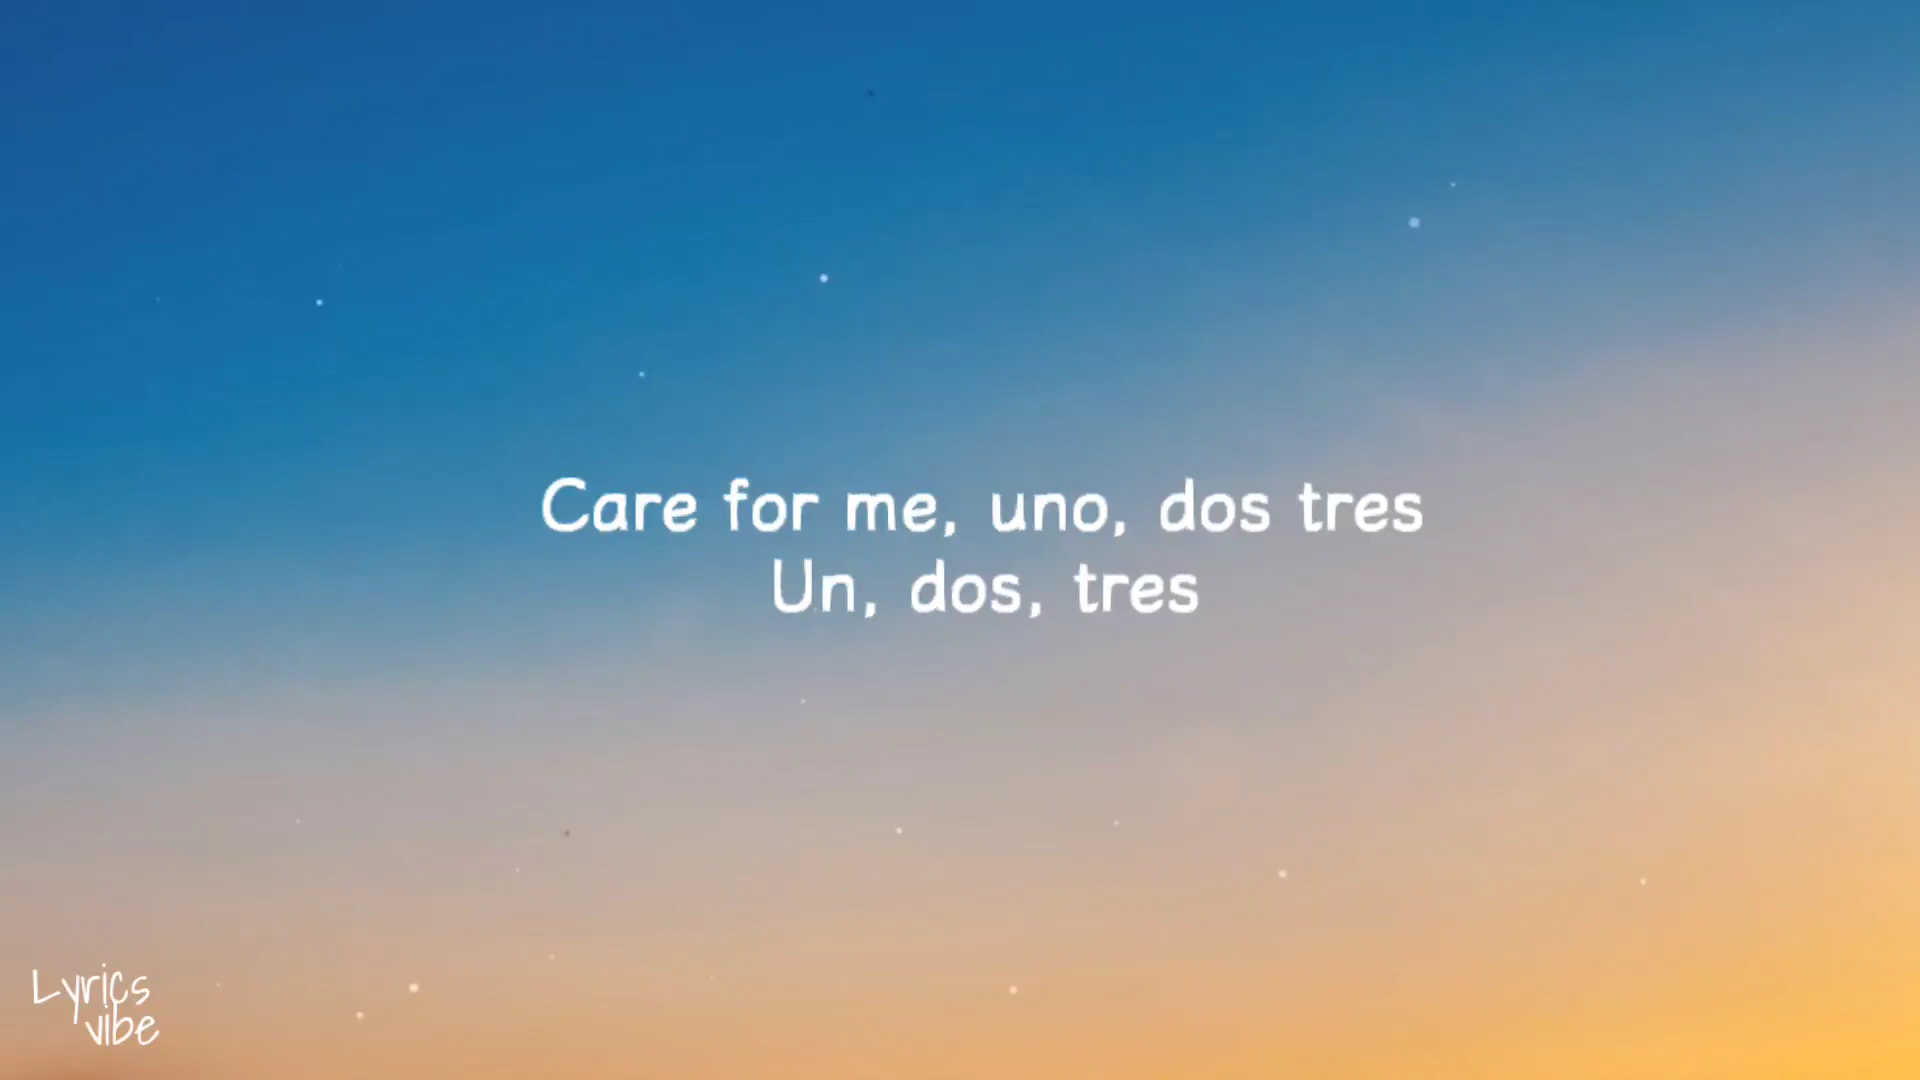 Care for me, uno, dos tres
Un, dos, tres
Lyrics
vibe